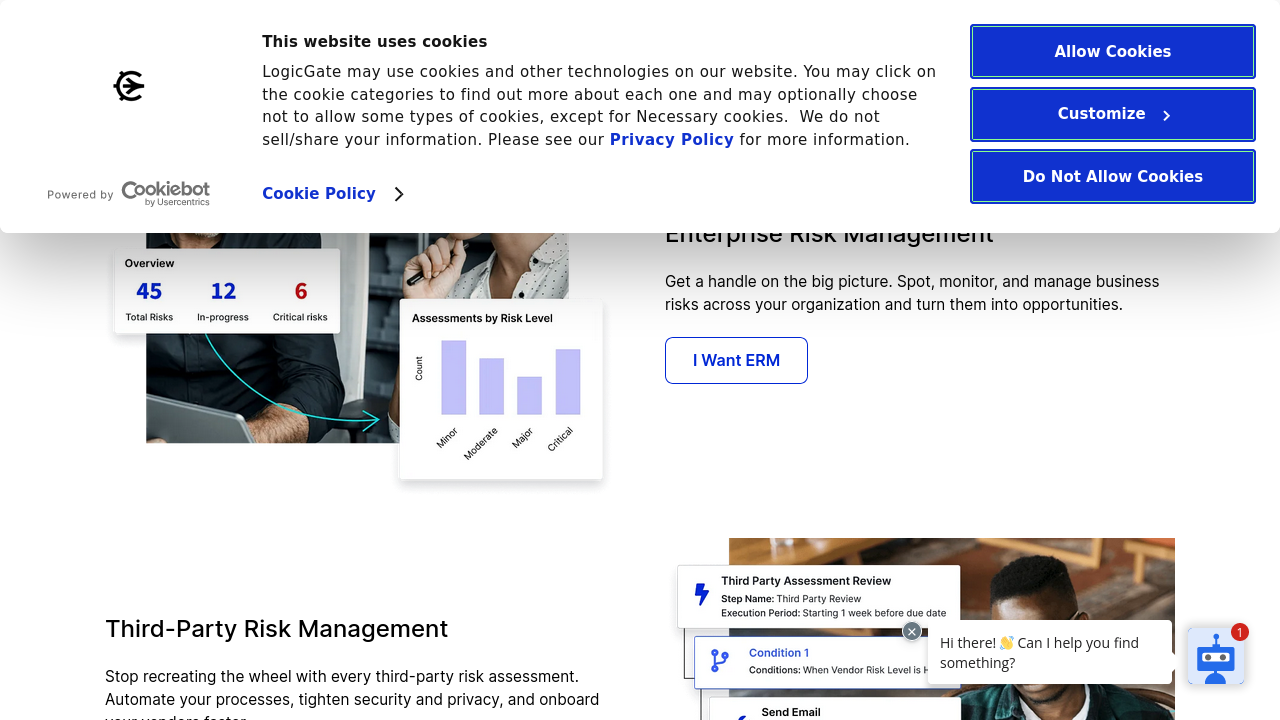 This website uses cookies
LogicGate may use cookies and other technologies on our website. You may click on
the cookie categories to find out more about each one and may optionally choose
not to allow some types of cookies, except for Necessary cookies.  We do not
sell/share your information. Please see our Privacy Policy for more information.
Cookie Policy
Powered by Cookiebot
by Usercentrics
Allow Cookies
Customize
Do Not Allow Cookies
Overview
45 12 6
Total Risks In-progress Critical risks
Assessments by Risk Level
Count
Minor Moderate Major Critical
Enterprise Risk Management
Get a handle on the big picture. Spot, monitor, and manage business
risks across your organization and turn them into opportunities.
I Want ERM
Third-Party Risk Management
Stop recreating the wheel with every third-party risk assessment.
Automate your processes, tighten security and privacy, and onboard
your vendors faster.
Third Party Assessment Review
Step Name: Third Party Review
Execution Period: Starting 1 week before due date
Condition 1
Conditions: When Vendor Risk Level is
Send Email
Hi there! 👋 Can I help you find
something?
1